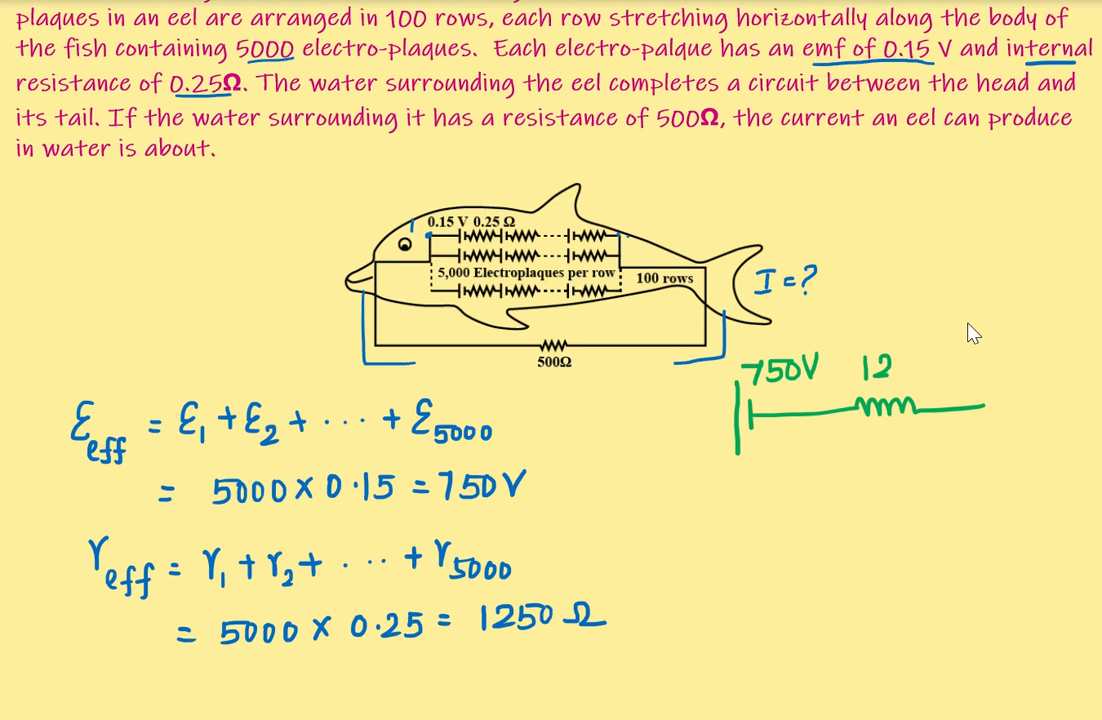 plaques in an eel are arranged in 100 rows, each row stretching horizontally along the body of
the fish containing 5000 electro-plaques. Each electro-palque has an emf of 0.15 V and internal
resistance of 0.25Ω. The water surrounding the eel completes a circuit between the head and
its tail. If the water surrounding it has a resistance of 500Ω, the current an eel can produce
in water is about.
0.15 V 0.25 Ω
5,000 Electroplaques per row
100 rows
500Ω
I = ?
750V 12
Ɛeff = Ɛ1 + Ɛ2 + ... + Ɛ5000
= 5000 × 0.15 = 750V
reff = r1 + r2 + ... + r5000
= 5000 × 0.25 = 1250 Ω